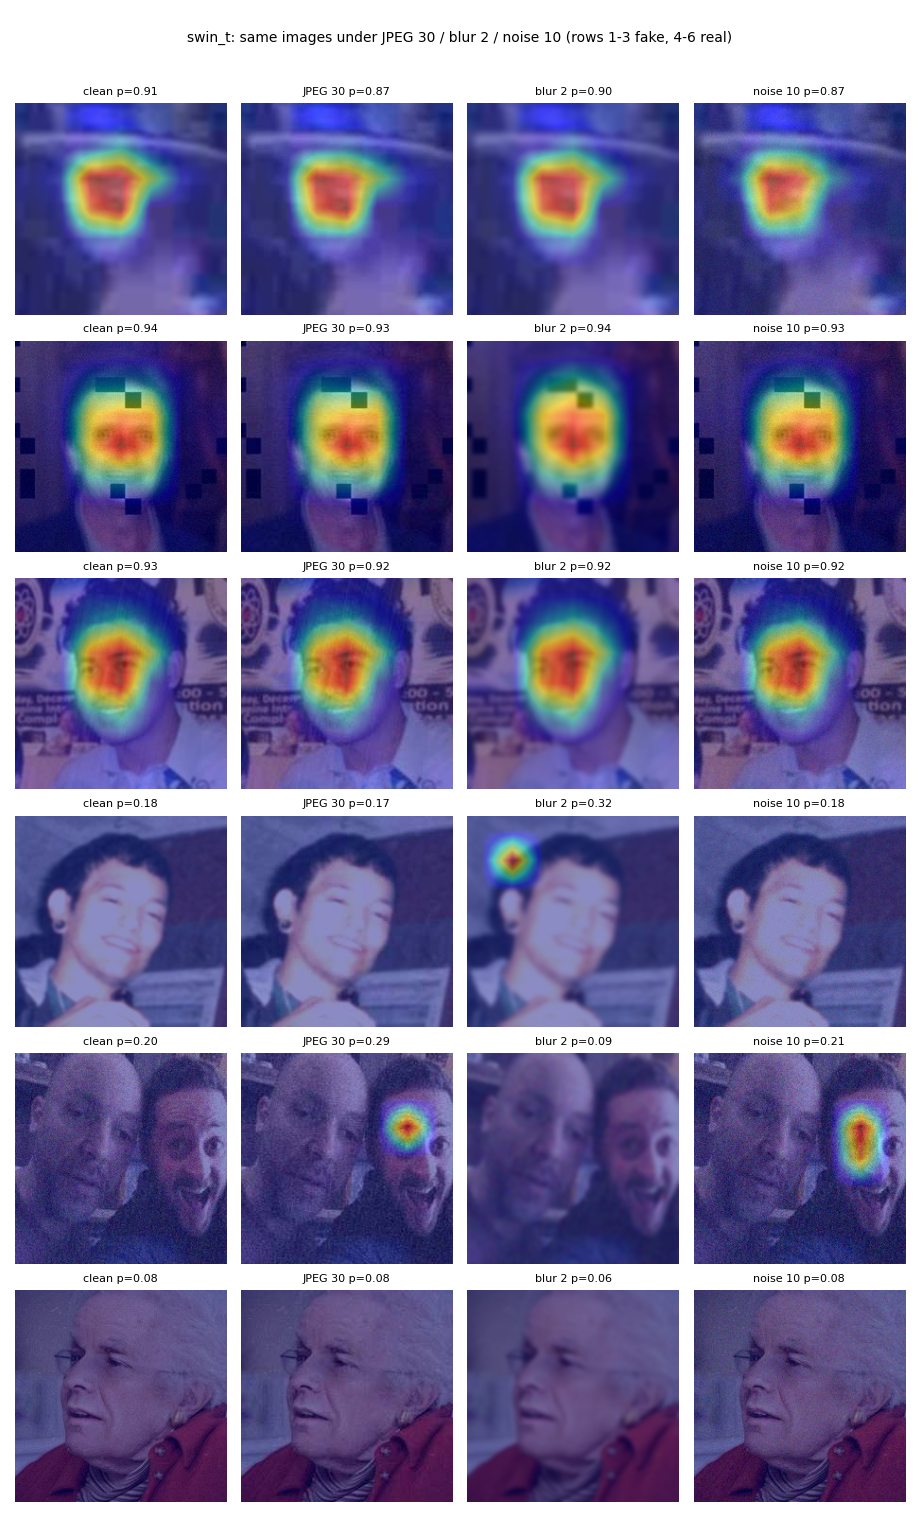 swin_t: same images under JPEG 30 / blur 2 / noise 10 (rows 1-3 fake, 4-6 real)
clean p=0.91
JPEG 30 p=0.87
blur 2 p=0.90
noise 10 p=0.87
clean p=0.94
JPEG 30 p=0.93
blur 2 p=0.94
noise 10 p=0.93
clean p=0.93
JPEG 30 p=0.92
blur 2 p=0.92
noise 10 p=0.92
clean p=0.18
JPEG 30 p=0.17
blur 2 p=0.32
noise 10 p=0.18
clean p=0.20
JPEG 30 p=0.29
blur 2 p=0.09
noise 10 p=0.21
clean p=0.08
JPEG 30 p=0.08
blur 2 p=0.06
noise 10 p=0.08